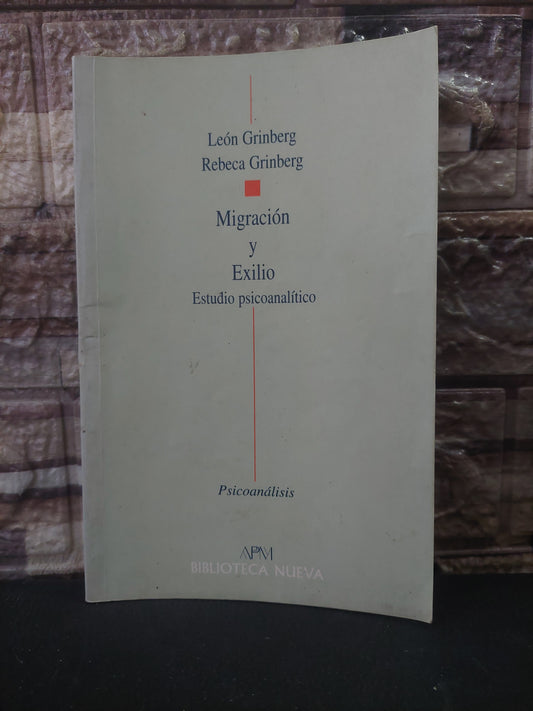 León Grinberg
Rebeca Grinberg
Migración
y
Exilio
Estudio psicoanalítico
Psicoanálisis
APM
BIBLIOTECA NUEVA